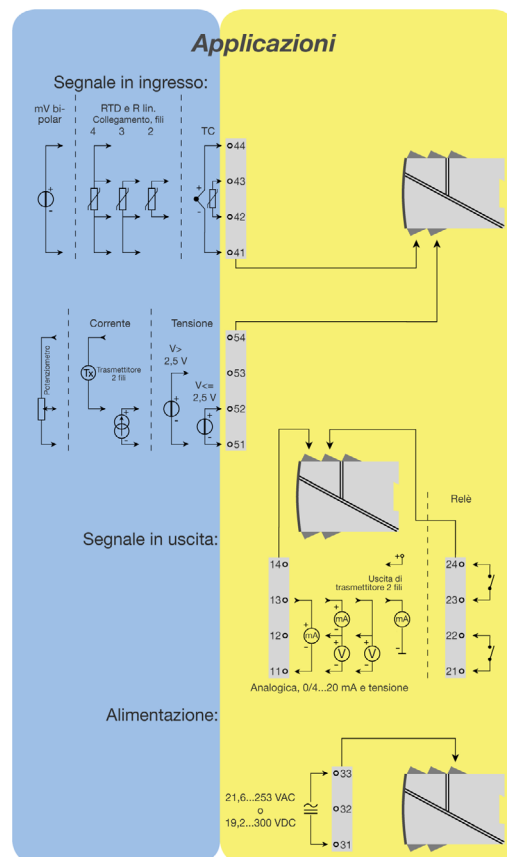 Applicazioni
Segnale in ingresso:
mV bi-
polar
RTD e R lin.
Collegamento, fili
4 3 2
TC
44
43
42
41
+
-
+
-
Corrente
Tensione
Potenziometro
Tx
Trasmettitore
2 fili
V>
2,5 V
V<=
2,5 V
54
53
52
51
+
-
+
-
+
-
Segnale in uscita:
Relè
14
13
12
11
+
mA
-
+
mA
-
+
V
-
+
V
-
+
Uscita di
trasmettitore 2 fili
+
mA
-
24
23
22
21
Analogica, 0/4...20 mA e tensione
Alimentazione:
21,6...253 VAC
o
19,2...300 VDC
33
32
31